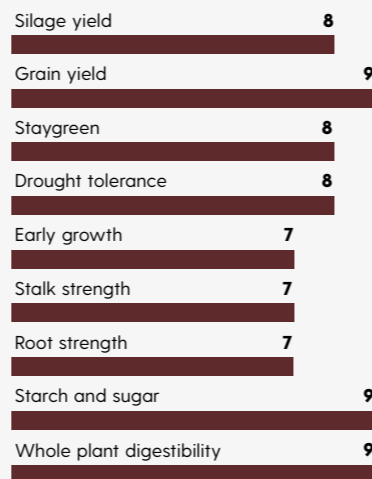 Silage yield 8
Grain yield 9
Staygreen 8
Drought tolerance 8
Early growth 7
Stalk strength 7
Root strength 7
Starch and sugar 9
Whole plant digestibility 9